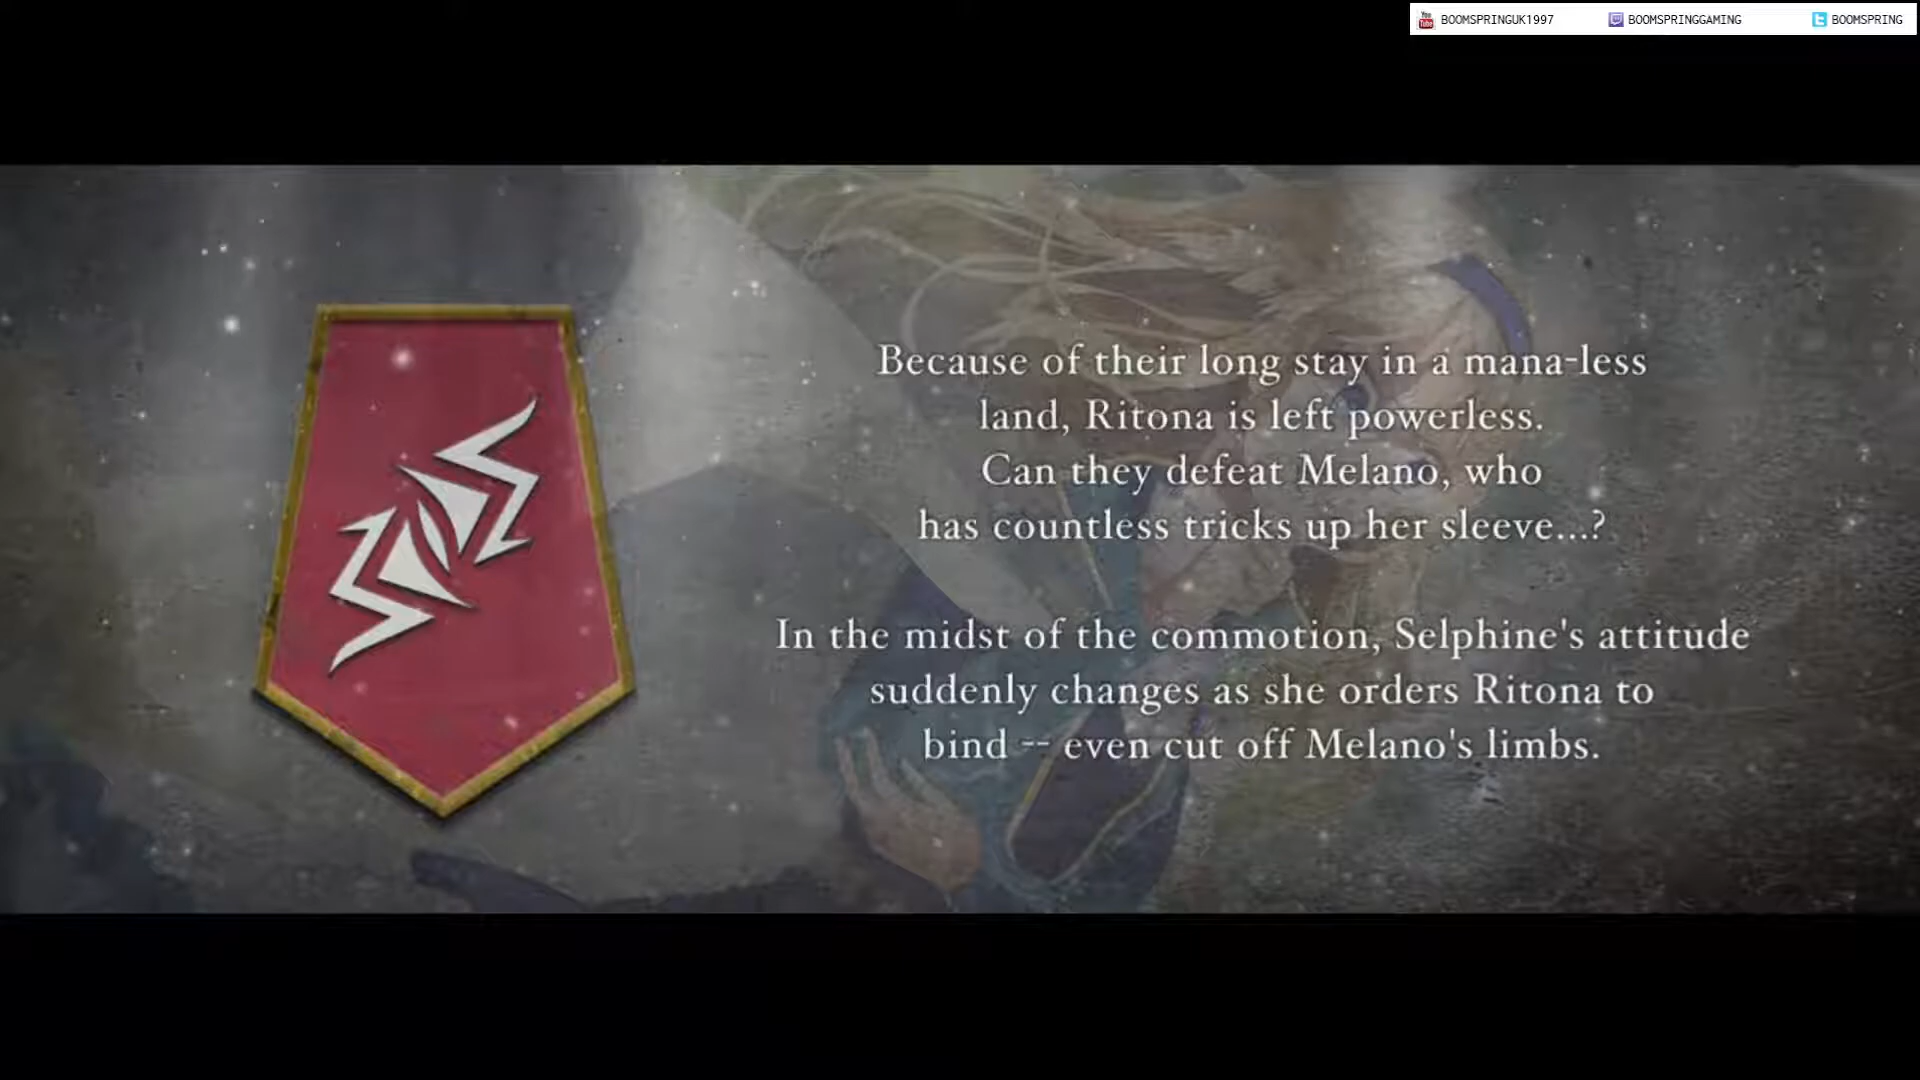 BOOMSPRINGUK1997 BOOMSPRINGGAMING BOOMSPRING
Because of their long stay in a mana-less
land, Ritona is left powerless.
Can they defeat Melano, who
has countless tricks up her sleeve...?
In the midst of the commotion, Selphine's attitude
suddenly changes as she orders Ritona to
bind -- even cut off Melano's limbs.